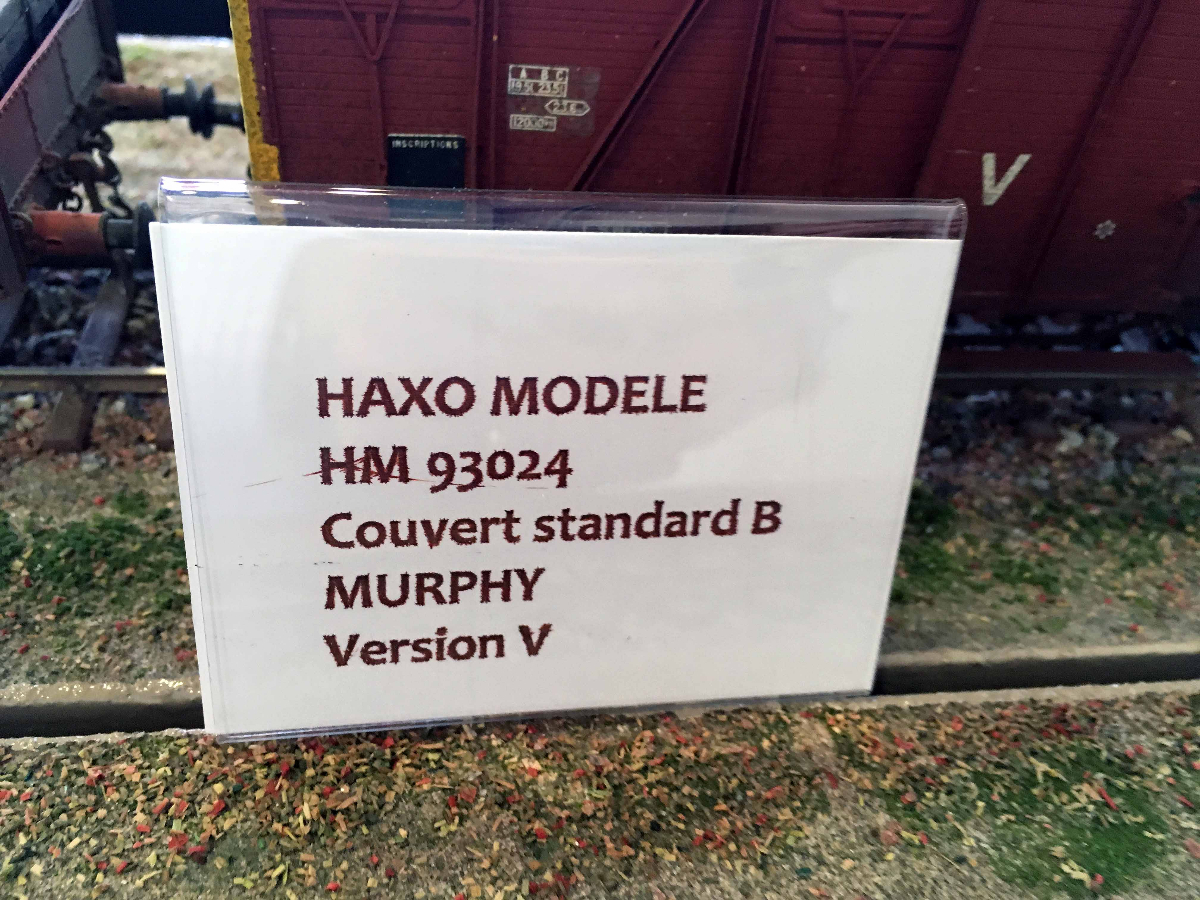 A B C
INSCRIPTIONS
V
HAXO MODELE
HM 93024
Couvert standard B
MURPHY
Version V